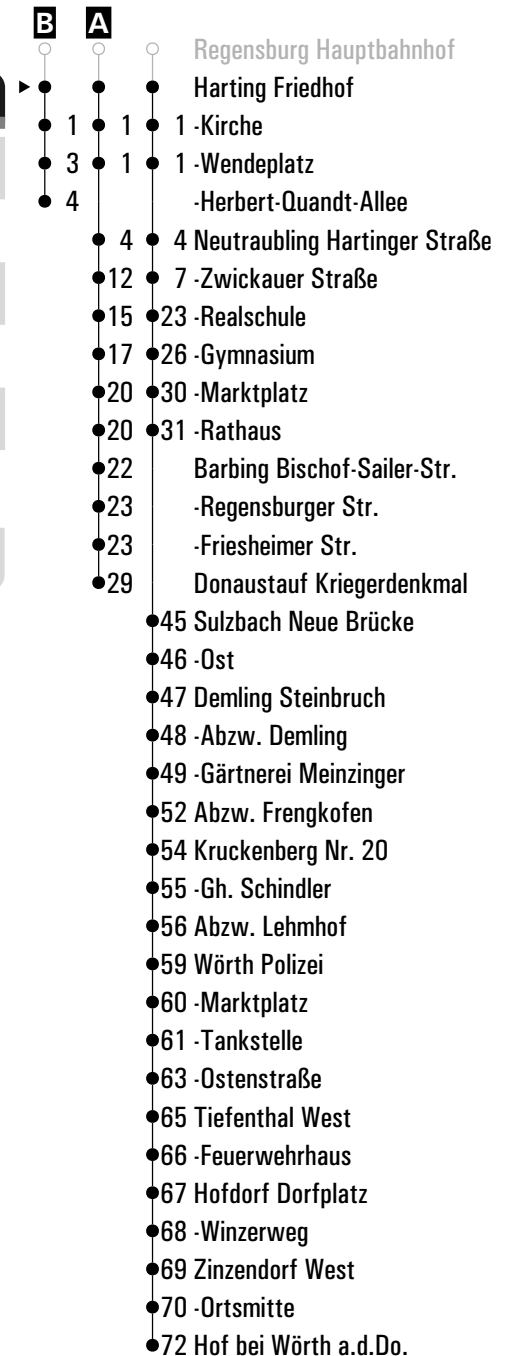 B A
Regensburg Hauptbahnhof
Harting Friedhof
1 1 1 -Kirche
3 1 1 -Wendeplatz
4 -Herbert-Quandt-Allee
4 4 Neutraubling Hartinger Straße
12 7 -Zwickauer Straße
15 23 -Realschule
17 26 -Gymnasium
20 30 -Marktplatz
20 31 -Rathaus
22 Barbing Bischof-Sailer-Str.
23 -Regensburger Str.
23 -Friesheimer Str.
29 Donaustauf Kriegerdenkmal
45 Sulzbach Neue Brücke
46 -Ost
47 Demling Steinbruch
48 -Abzw. Demling
49 -Gärtnerei Meinzinger
52 Abzw. Frengkofen
54 Kruckenberg Nr. 20
55 -Gh. Schindler
56 Abzw. Lehmhof
59 Wörth Polizei
60 -Marktplatz
61 -Tankstelle
63 -Ostenstraße
65 Tiefenthal West
66 -Feuerwehrhaus
67 Hofdorf Dorfplatz
68 -Winzerweg
69 Zinzendorf West
70 -Ortsmitte
72 Hof bei Wörth a.d.Do.